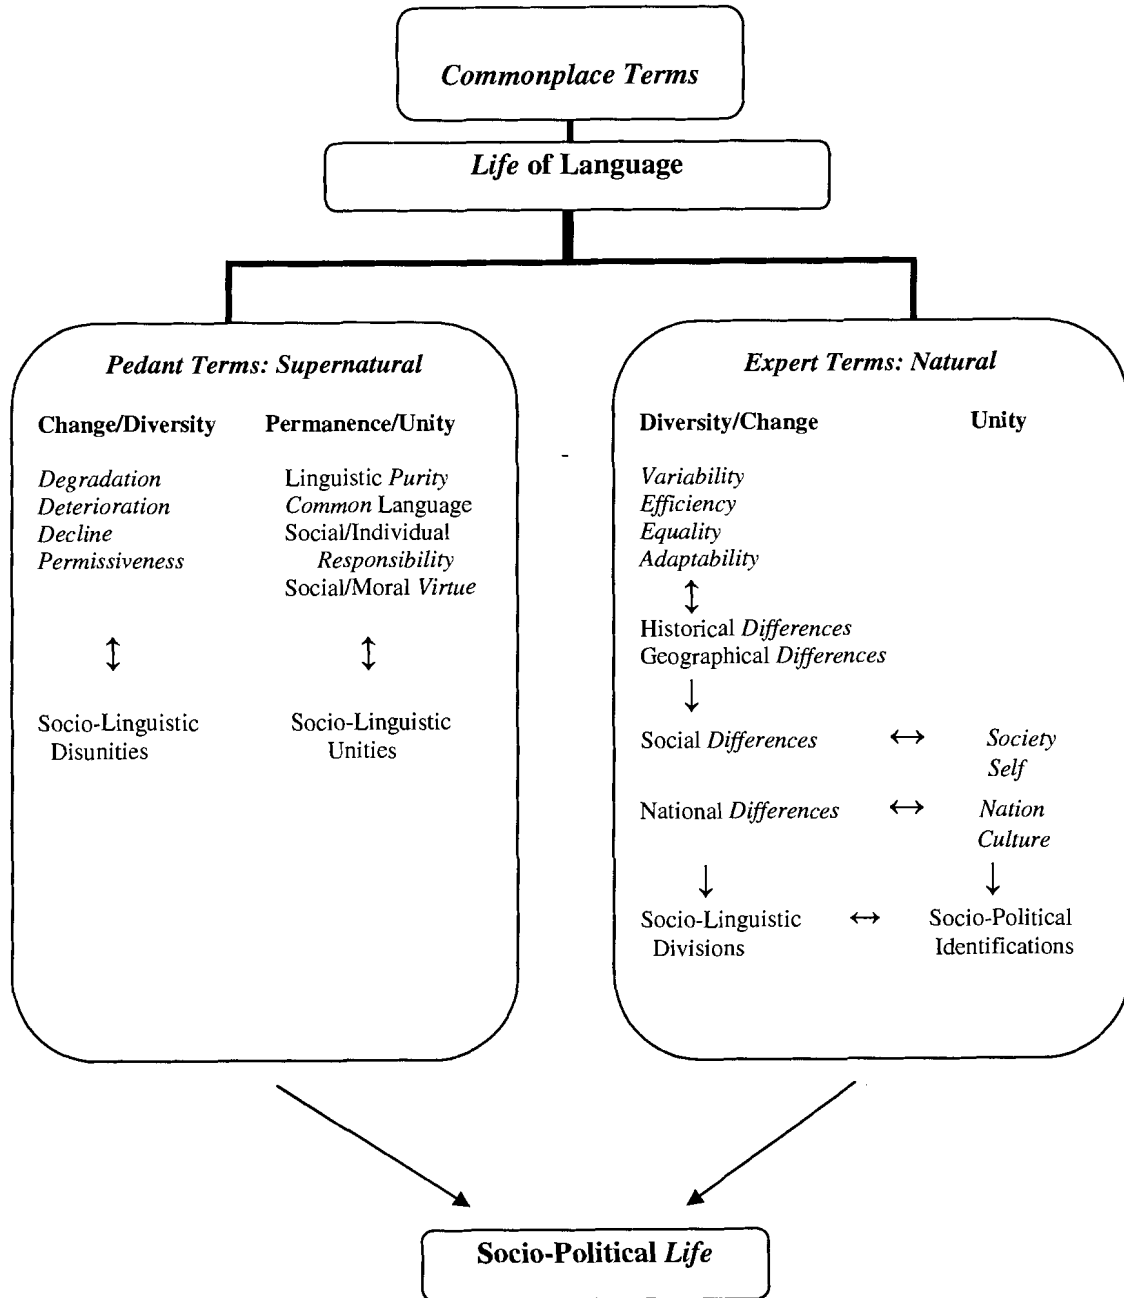 Commonplace Terms
Life of Language
Pedant Terms: Supernatural
Change/Diversity
Degradation
Deterioration
Decline
Permissiveness
↕
Socio-Linguistic
Disunities
Permanence/Unity
Linguistic Purity
Common Language
Social/Individual
Responsibility
Social/Moral Virtue
↕
Socio-Linguistic
Unities
Expert Terms: Natural
Diversity/Change Unity
Variability
Efficiency
Equality
Adaptability
↕
Historical Differences
Geographical Differences
↓
Social Differences ↔ Society
Self
National Differences ↔ Nation
Culture
↓ ↓
Socio-Linguistic ↔ Socio-Political
Divisions Identifications
Socio-Political Life